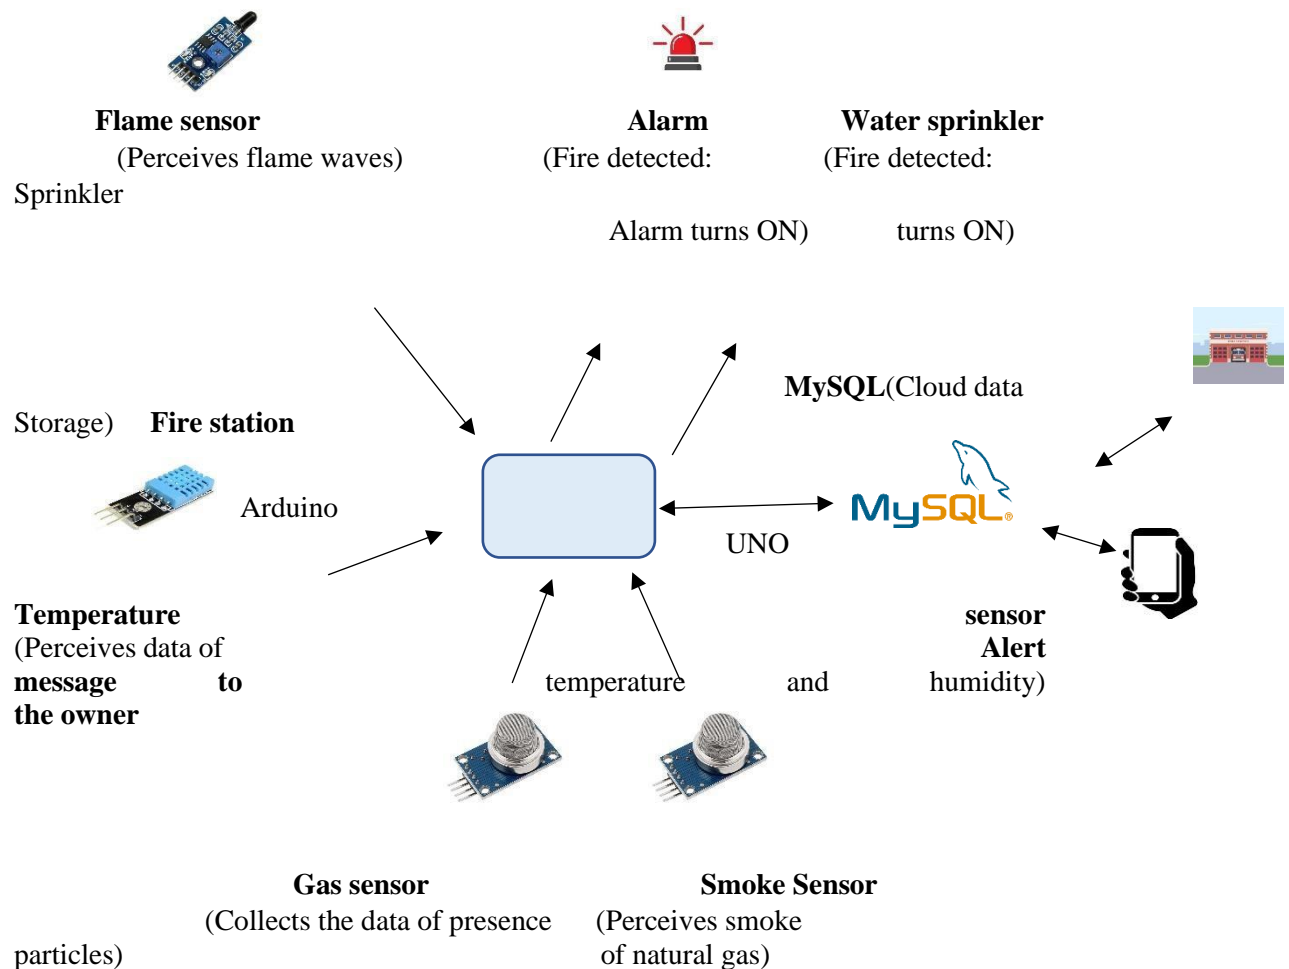 Flame sensor Alarm Water sprinkler
(Perceives flame waves) (Fire detected: (Fire detected:
Sprinkler
Alarm turns ON) turns ON)
MySQL(Cloud data
Storage) Fire station
MySQL®
Arduino
UNO
Temperature sensor
(Perceives data of Alert
message to temperature and humidity)
the owner
Gas sensor Smoke Sensor
(Collects the data of presence (Perceives smoke
particles) of natural gas)